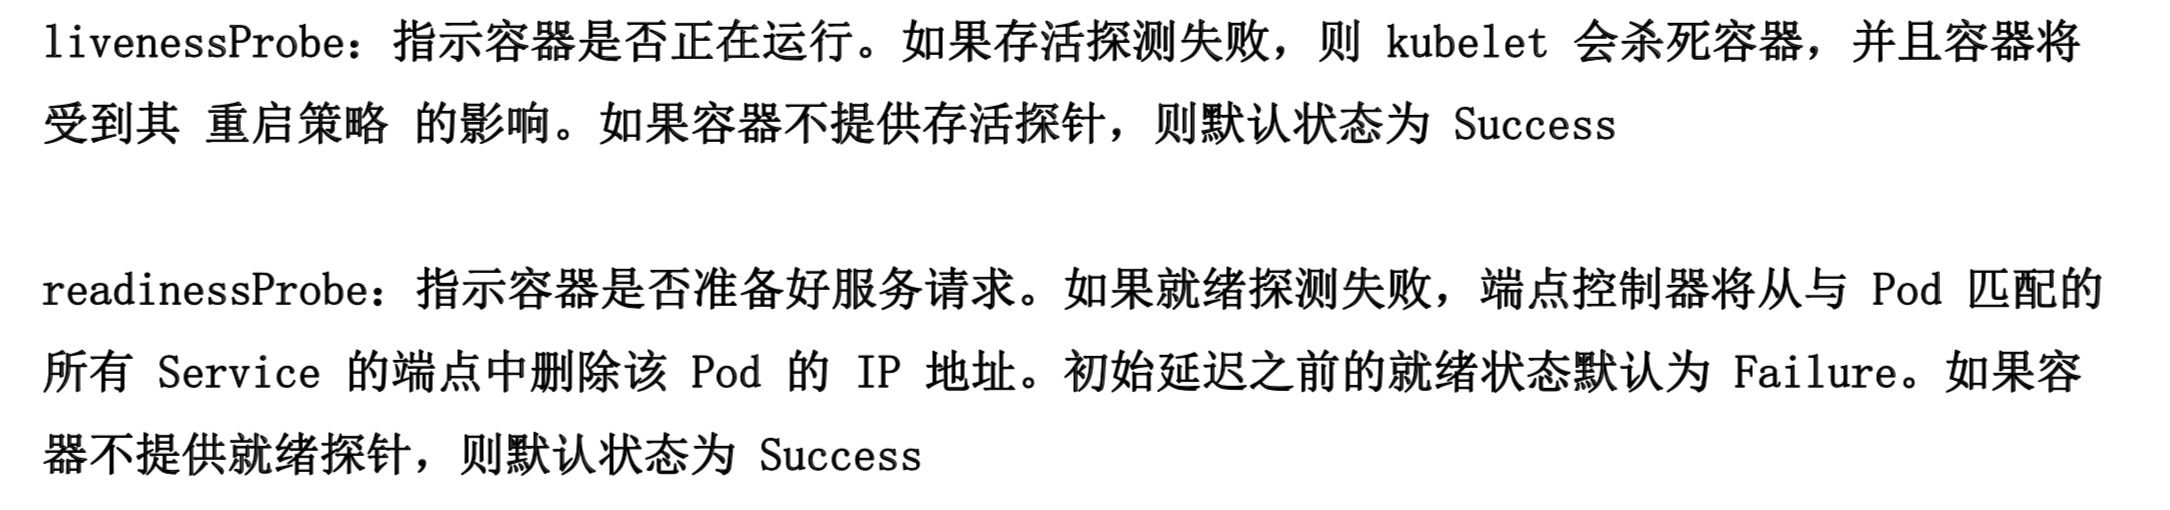 livenessProbe：指示容器是否正在运行。如果存活探测失败，则 kubelet 会杀死容器，并且容器将
受到其 重启策略 的影响。如果容器不提供存活探针，则默认状态为 Success
readinessProbe：指示容器是否准备好服务请求。如果就绪探测失败，端点控制器将从与 Pod 匹配的
所有 Service 的端点中删除该 Pod 的 IP 地址。初始延迟之前的就绪状态默认为 Failure。如果容
器不提供就绪探针，则默认状态为 Success